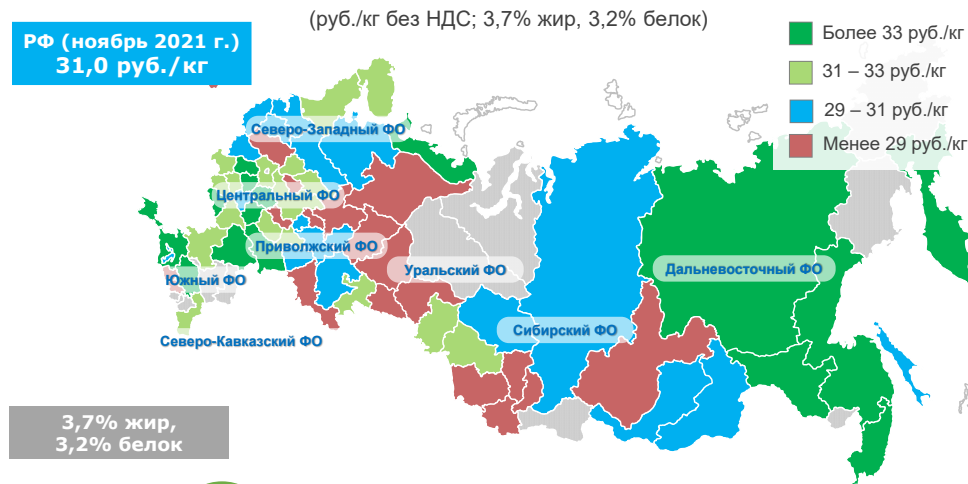 (руб./кг без НДС; 3,7% жир, 3,2% белок)
РФ (ноябрь 2021 г.)
31,0 руб./кг
Более 33 руб./кг
31 – 33 руб./кг
29 – 31 руб./кг
Менее 29 руб./кг
Северо-Западный ФО
Центральный ФО
Приволжский ФО
Уральский ФО
Дальневосточный ФО
Южный ФО
Сибирский ФО
Северо-Кавказский ФО
3,7% жир,
3,2% белок